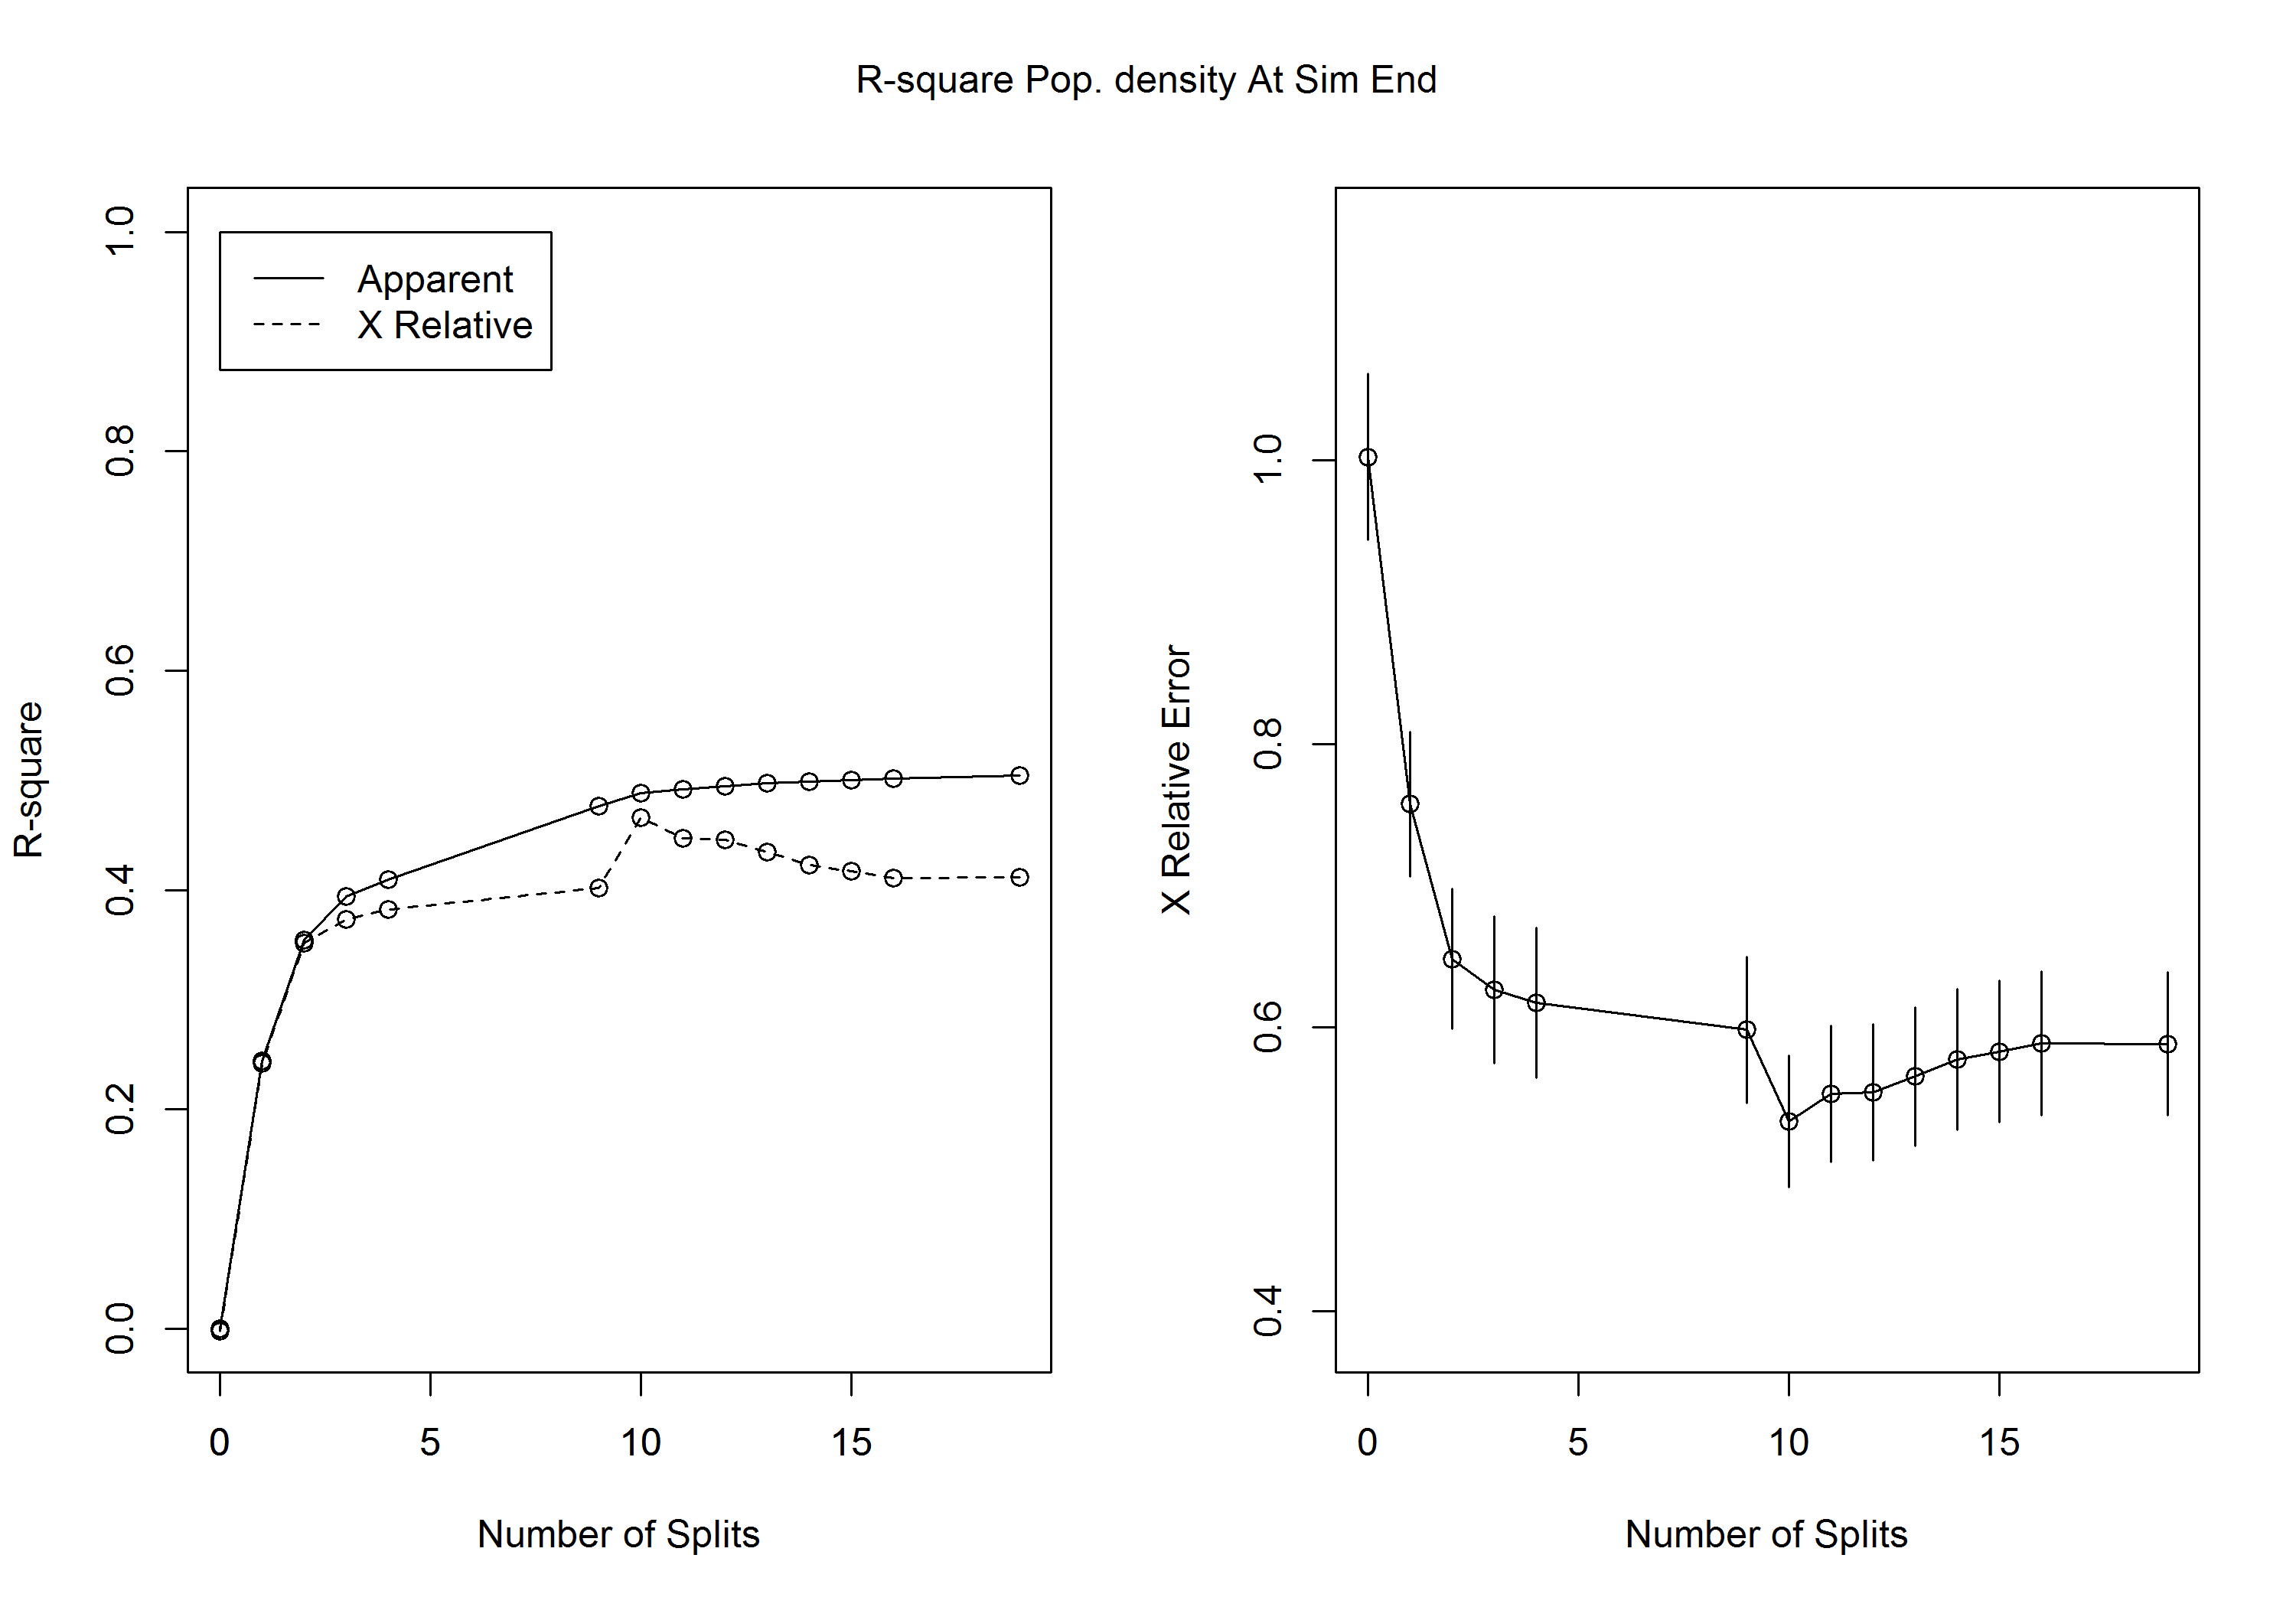 R-square Pop. density At Sim End
R-square
1.0
0.8
0.6
0.4
0.2
0.0
Apparent
X Relative
0 5 10 15
Number of Splits
X Relative Error
1.0
0.8
0.6
0.4
0 5 10 15
Number of Splits